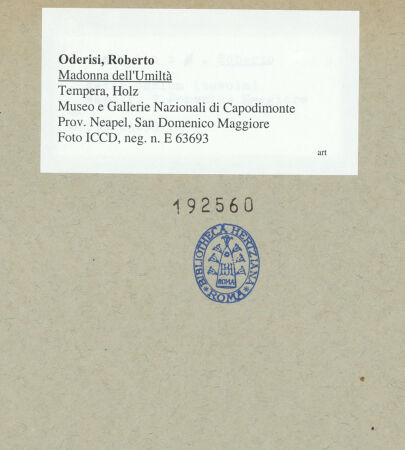 Oderisi, Roberto
Madonna dell'Umiltà
Tempera, Holz
Museo e Gallerie Nazionali di Capodimonte
Prov. Neapel, San Domenico Maggiore
Foto ICCD, neg. n. E 63693
art
192560
BIBLIOTHECA HERTZIANA
ROMA
ROMA